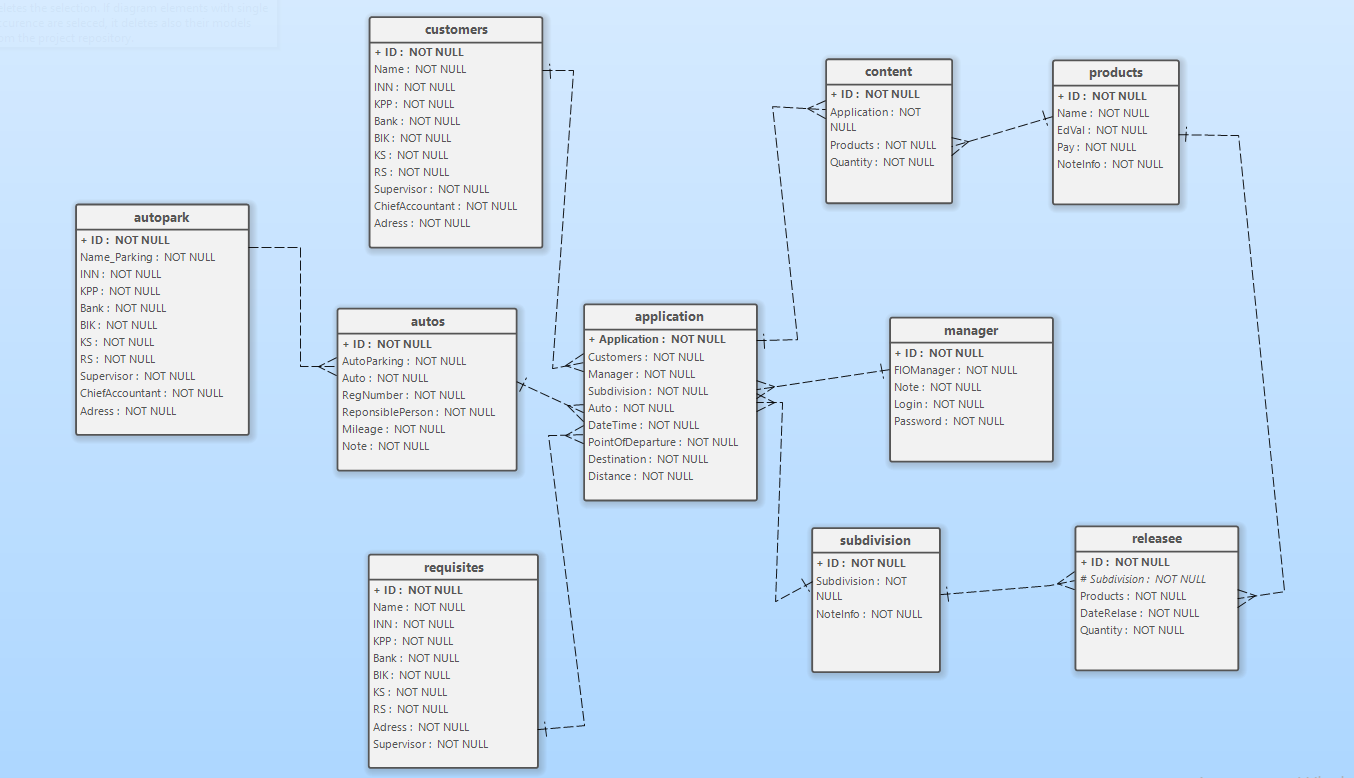 customers
+ ID : NOT NULL
Name : NOT NULL
INN : NOT NULL
KPP : NOT NULL
Bank : NOT NULL
BIK : NOT NULL
KS : NOT NULL
RS : NOT NULL
Supervisor : NOT NULL
ChiefAccountant : NOT NULL
Adress : NOT NULL
content
+ ID : NOT NULL
Application : NOT
NULL
Products : NOT NULL
Quantity : NOT NULL
products
+ ID : NOT NULL
Name : NOT NULL
EdVal : NOT NULL
Pay : NOT NULL
NoteInfo : NOT NULL
autopark
+ ID : NOT NULL
Name_Parking : NOT NULL
INN : NOT NULL
KPP : NOT NULL
Bank : NOT NULL
BIK : NOT NULL
KS : NOT NULL
RS : NOT NULL
Supervisor : NOT NULL
ChiefAccountant : NOT NULL
Adress : NOT NULL
autos
+ ID : NOT NULL
AutoParking : NOT NULL
Auto : NOT NULL
RegNumber : NOT NULL
ReponsiblePerson : NOT NULL
Mileage : NOT NULL
Note : NOT NULL
application
+ Application : NOT NULL
Customers : NOT NULL
Manager : NOT NULL
Subdivision : NOT NULL
Auto : NOT NULL
DateTime : NOT NULL
PointOfDeparture : NOT NULL
Destination : NOT NULL
Distance : NOT NULL
manager
+ ID : NOT NULL
FIOManager : NOT NULL
Note : NOT NULL
Login : NOT NULL
Password : NOT NULL
requisites
+ ID : NOT NULL
Name : NOT NULL
INN : NOT NULL
KPP : NOT NULL
Bank : NOT NULL
BIK : NOT NULL
KS : NOT NULL
RS : NOT NULL
Adress : NOT NULL
Supervisor : NOT NULL
subdivision
+ ID : NOT NULL
Subdivision : NOT
NULL
NoteInfo : NOT NULL
releasee
+ ID : NOT NULL
# Subdivision : NOT NULL
Products : NOT NULL
DateRelase : NOT NULL
Quantity : NOT NULL